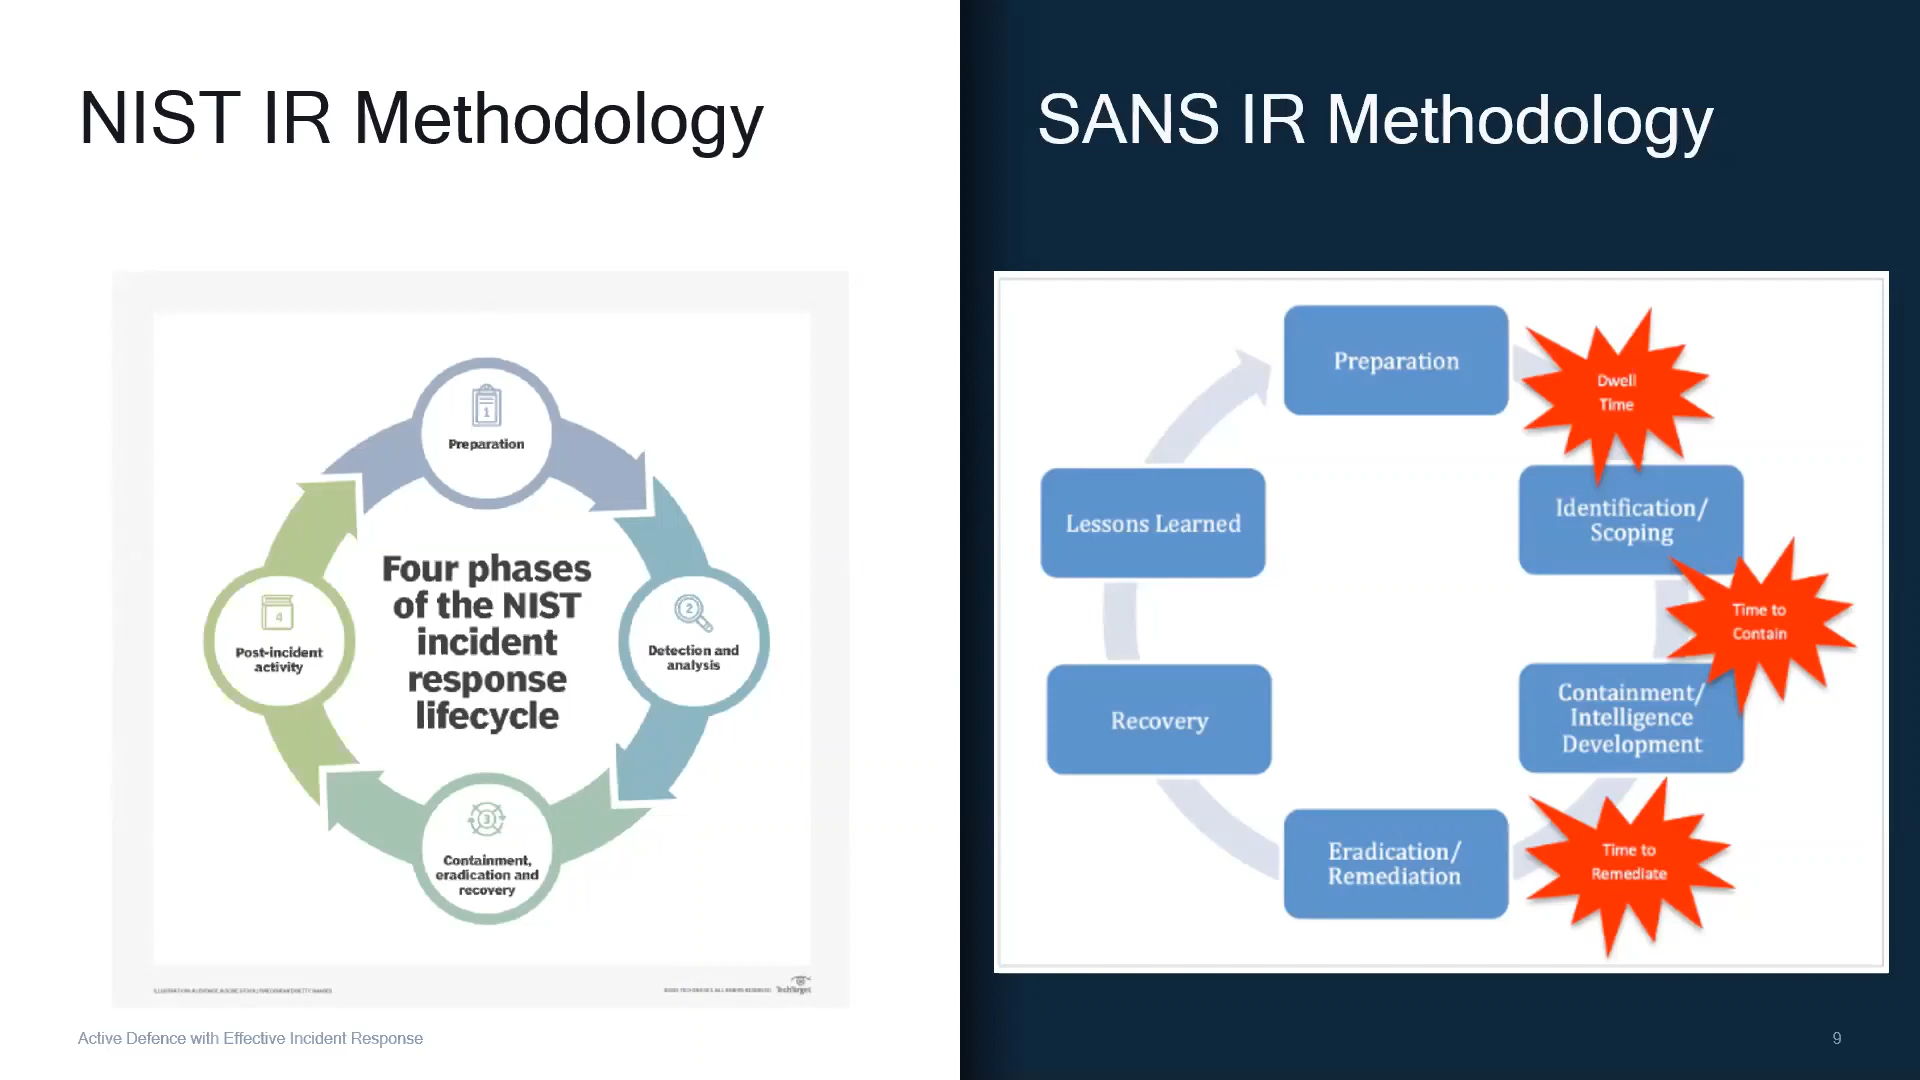 NIST IR Methodology
SANS IR Methodology
1
Preparation
2
Detection and
analysis
3
Containment,
eradication and
recovery
4
Post-incident
activity
Four phases
of the NIST
incident
response
lifecycle
TechTarget
Preparation
Dwell
Time
Identification/
Scoping
Time to
Contain
Containment/
Intelligence
Development
Time to
Remediate
Eradication/
Remediation
Recovery
Lessons Learned
Active Defence with Effective Incident Response
9